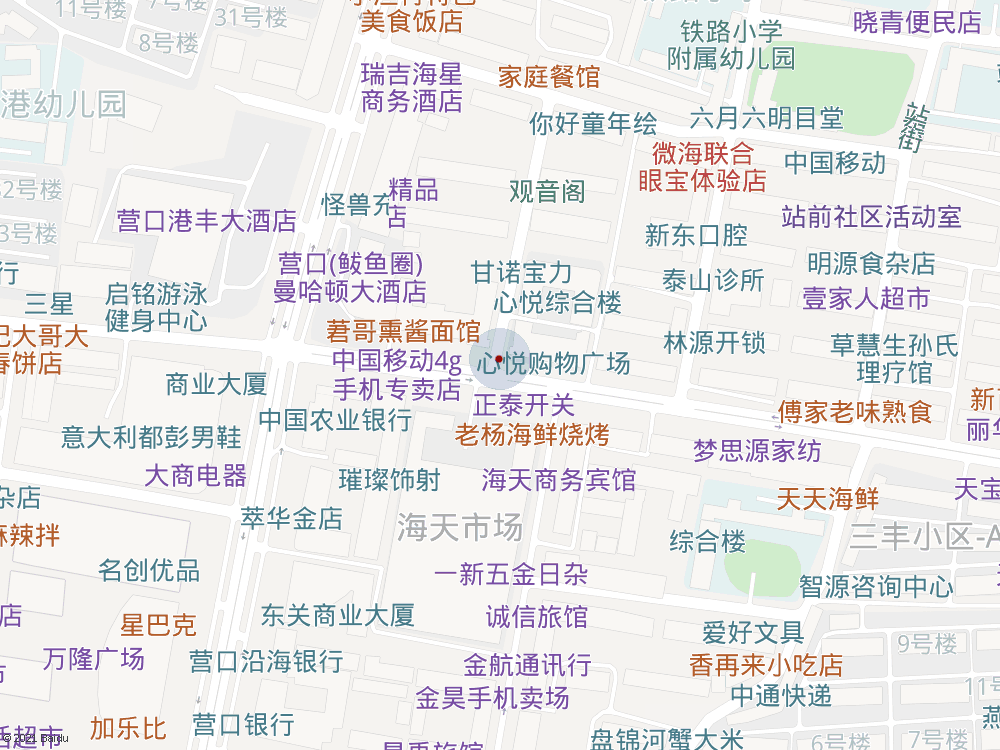 11号楼
31号楼
8号楼
美食饭店
铁路小学
附属幼儿园
晓青便民店
瑞吉海星
商务酒店
家庭餐馆
港幼儿园
站东街
你好童年绘
六月六明目堂
微海联合
眼宝体验店
中国移动
32号楼
精品
店
怪兽充
观音阁
营口港丰大酒店
站前社区活动室
3号楼
新东口腔
行
营口(鲅鱼圈)
曼哈顿大酒店
甘诺宝力
明源食杂店
泰山诊所
三星
启铭游泳
健身中心
心悦综合楼
壹家人超市
记大哥大
春饼店
君哥熏酱面馆
中国移动4g
手机专卖店
心悦购物广场
林源开锁
草慧生孙氏
理疗馆
商业大厦
中国农业银行
正泰开关
老杨海鲜烧烤
傅家老味熟食
新
丽华
意大利都彭男鞋
大商电器
梦思源家纺
璀璨饰射
海天商务宾馆
天宝
杂店
天天海鲜
麻辣拌
萃华金店
海天市场
综合楼
三丰小区-A
名创优品
一新五金日杂
智源咨询中心
店
星巴克
东关商业大厦
诚信旅馆
爱好文具
9号楼
万隆广场
营口沿海银行
金航通讯行
香再来小吃店
11号
金昊手机卖场
中通快递
燕
活超市
加乐比
营口银行
盘锦河蟹大米
6号楼
7号楼
© 2021 Baidu